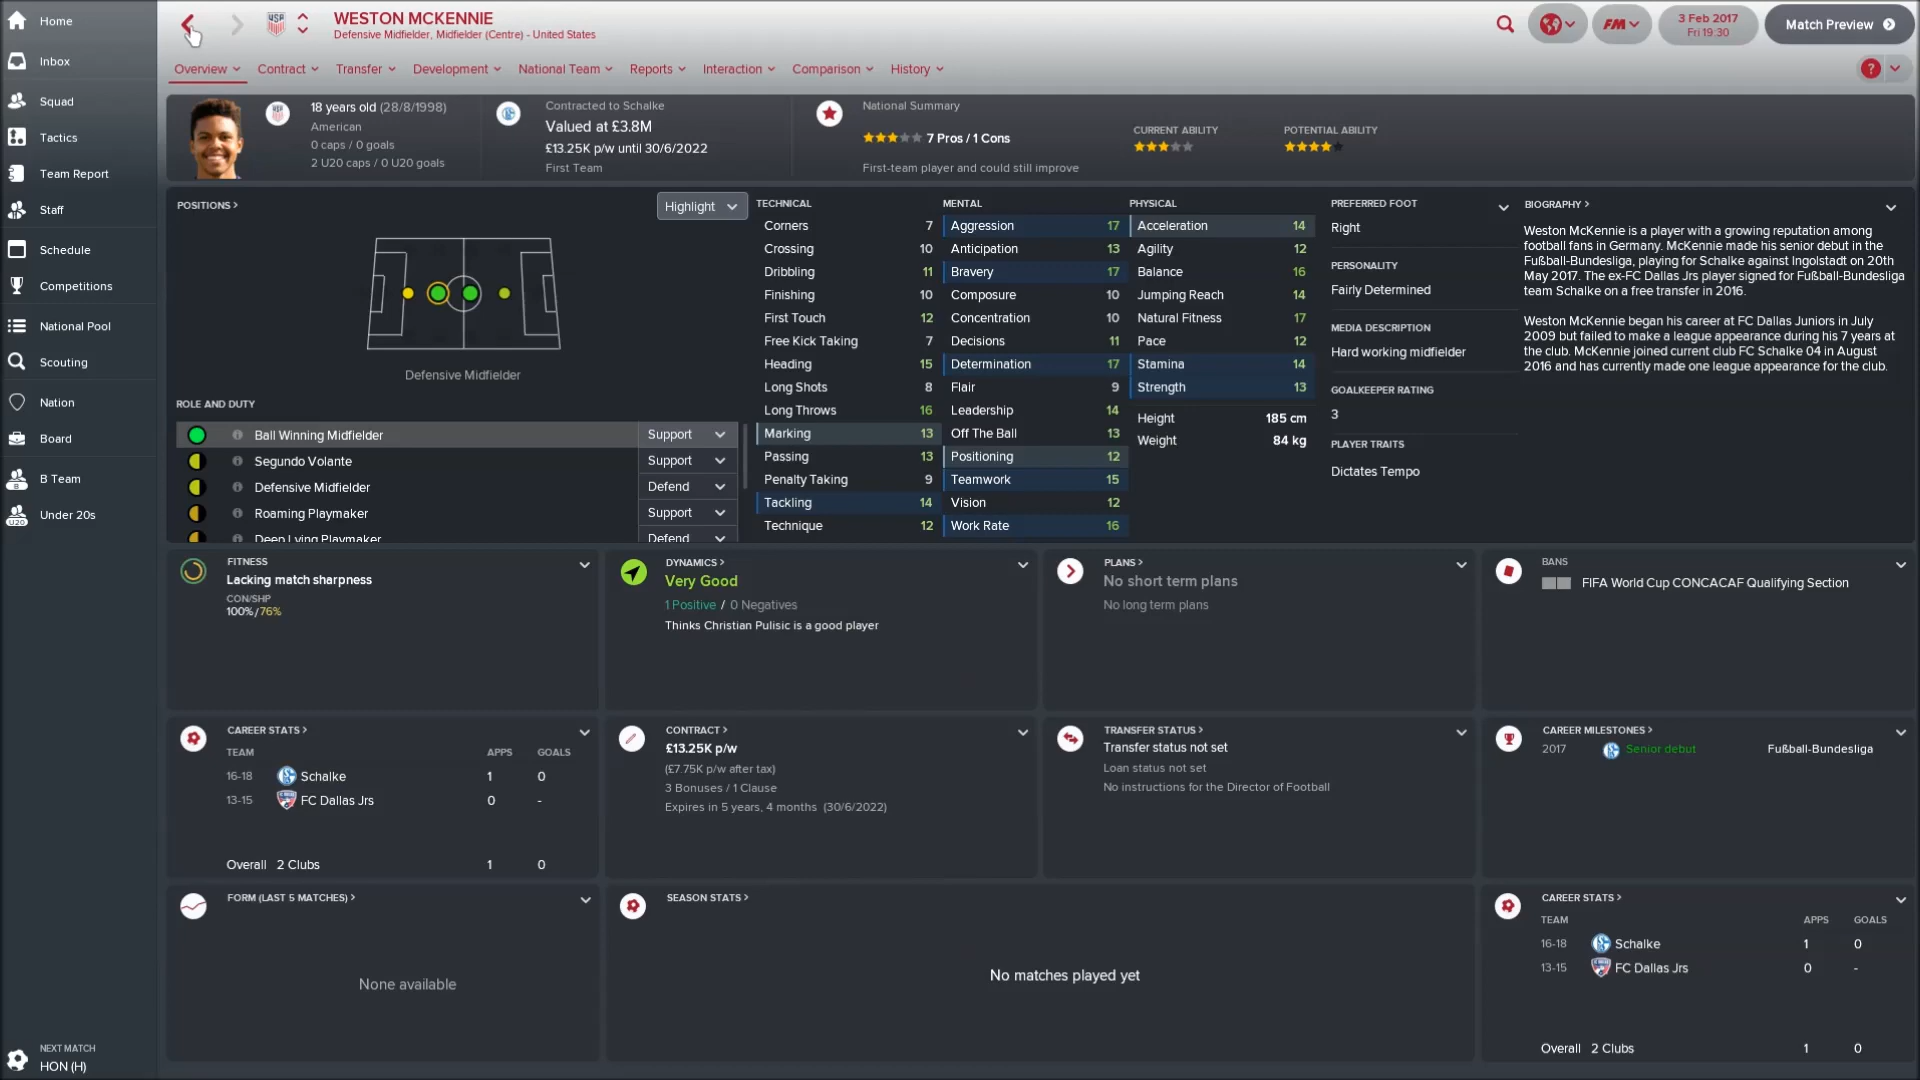 Home
Inbox
Squad
Tactics
Team Report
Staff
Schedule
Competitions
National Pool
Scouting
Nation
Board
B Team
Under 20s
NEXT MATCH
HON (H)
WESTON MCKENNIE
Defensive Midfielder, Midfielder (Centre) - United States
FM
3 Feb 2017
Fri 19:30
Match Preview
Overview
Contract
Transfer
Development
National Team
Reports
Interaction
Comparison
History
?
18 years old (28/8/1998)
American
0 caps / 0 goals
2 U20 caps / 0 U20 goals
Contracted to Schalke
Valued at £3.8M
£13.25K p/w until 30/6/2022
First Team
National Summary
7 Pros / 1 Cons
First-team player and could still improve
CURRENT ABILITY
POTENTIAL ABILITY
POSITIONS >
Highlight
Defensive Midfielder
ROLE AND DUTY
Ball Winning Midfielder Support
Segundo Volante Support
Defensive Midfielder Defend
Roaming Playmaker Support
Deep Lying Playmaker Defend
TECHNICAL
Corners 7
Crossing 10
Dribbling 11
Finishing 10
First Touch 12
Free Kick Taking 7
Heading 15
Long Shots 8
Long Throws 16
Marking 13
Passing 13
Penalty Taking 9
Tackling 14
Technique 12
MENTAL
Aggression 17
Anticipation 13
Bravery 17
Composure 10
Concentration 10
Decisions 11
Determination 17
Flair 9
Leadership 14
Off The Ball 13
Positioning 12
Teamwork 15
Vision 12
Work Rate 16
PHYSICAL
Acceleration 14
Agility 12
Balance 16
Jumping Reach 14
Natural Fitness 17
Pace 12
Stamina 14
Strength 13
Height 185 cm
Weight 84 kg
PREFERRED FOOT
Right
PERSONALITY
Fairly Determined
MEDIA DESCRIPTION
Hard working midfielder
GOALKEEPER RATING
3
PLAYER TRAITS
Dictates Tempo
BIOGRAPHY >
Weston McKennie is a player with a growing reputation among
football fans in Germany. McKennie made his senior debut in the
Fußball-Bundesliga, playing for Schalke against Ingolstadt on 20th
May 2017. The ex-FC Dallas Jrs player signed for Fußball-Bundesliga
team Schalke on a free transfer in 2016.
Weston McKennie began his career at FC Dallas Juniors in July
2009 but failed to make a league appearance during his 7 years at
the club. McKennie joined current club FC Schalke 04 in August
2016 and has currently made one league appearance for the club.
FITNESS
Lacking match sharpness
CON/SHP
100%/76%
DYNAMICS >
Very Good
1 Positive / 0 Negatives
Thinks Christian Pulisic is a good player
PLANS >
No short term plans
No long term plans
BANS
FIFA World Cup CONCACAF Qualifying Section
CAREER STATS >
TEAM APPS GOALS
16-18 Schalke 1 0
13-15 FC Dallas Jrs 0 -
Overall 2 Clubs 1 0
CONTRACT >
£13.25K p/w
(£7.75K p/w after tax)
3 Bonuses / 1 Clause
Expires in 5 years, 4 months (30/6/2022)
TRANSFER STATUS >
Transfer status not set
Loan status not set
No instructions for the Director of Football
CAREER MILESTONES >
2017 Senior debut Fußball-Bundesliga
FORM (LAST 5 MATCHES) >
None available
SEASON STATS >
No matches played yet
CAREER STATS >
TEAM APPS GOALS
16-18 Schalke 1 0
13-15 FC Dallas Jrs 0 -
Overall 2 Clubs 1 0